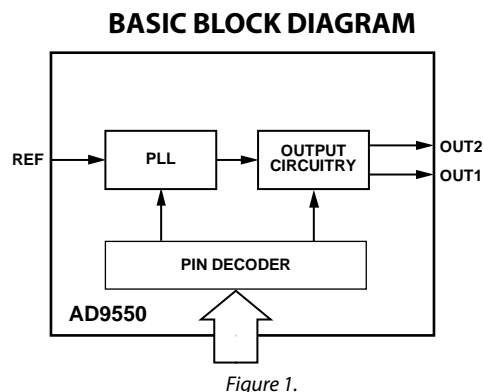 BASIC BLOCK DIAGRAM
REF
PLL
OUTPUT
CIRCUITRY
OUT2
OUT1
PIN DECODER
AD9550
Figure 1.